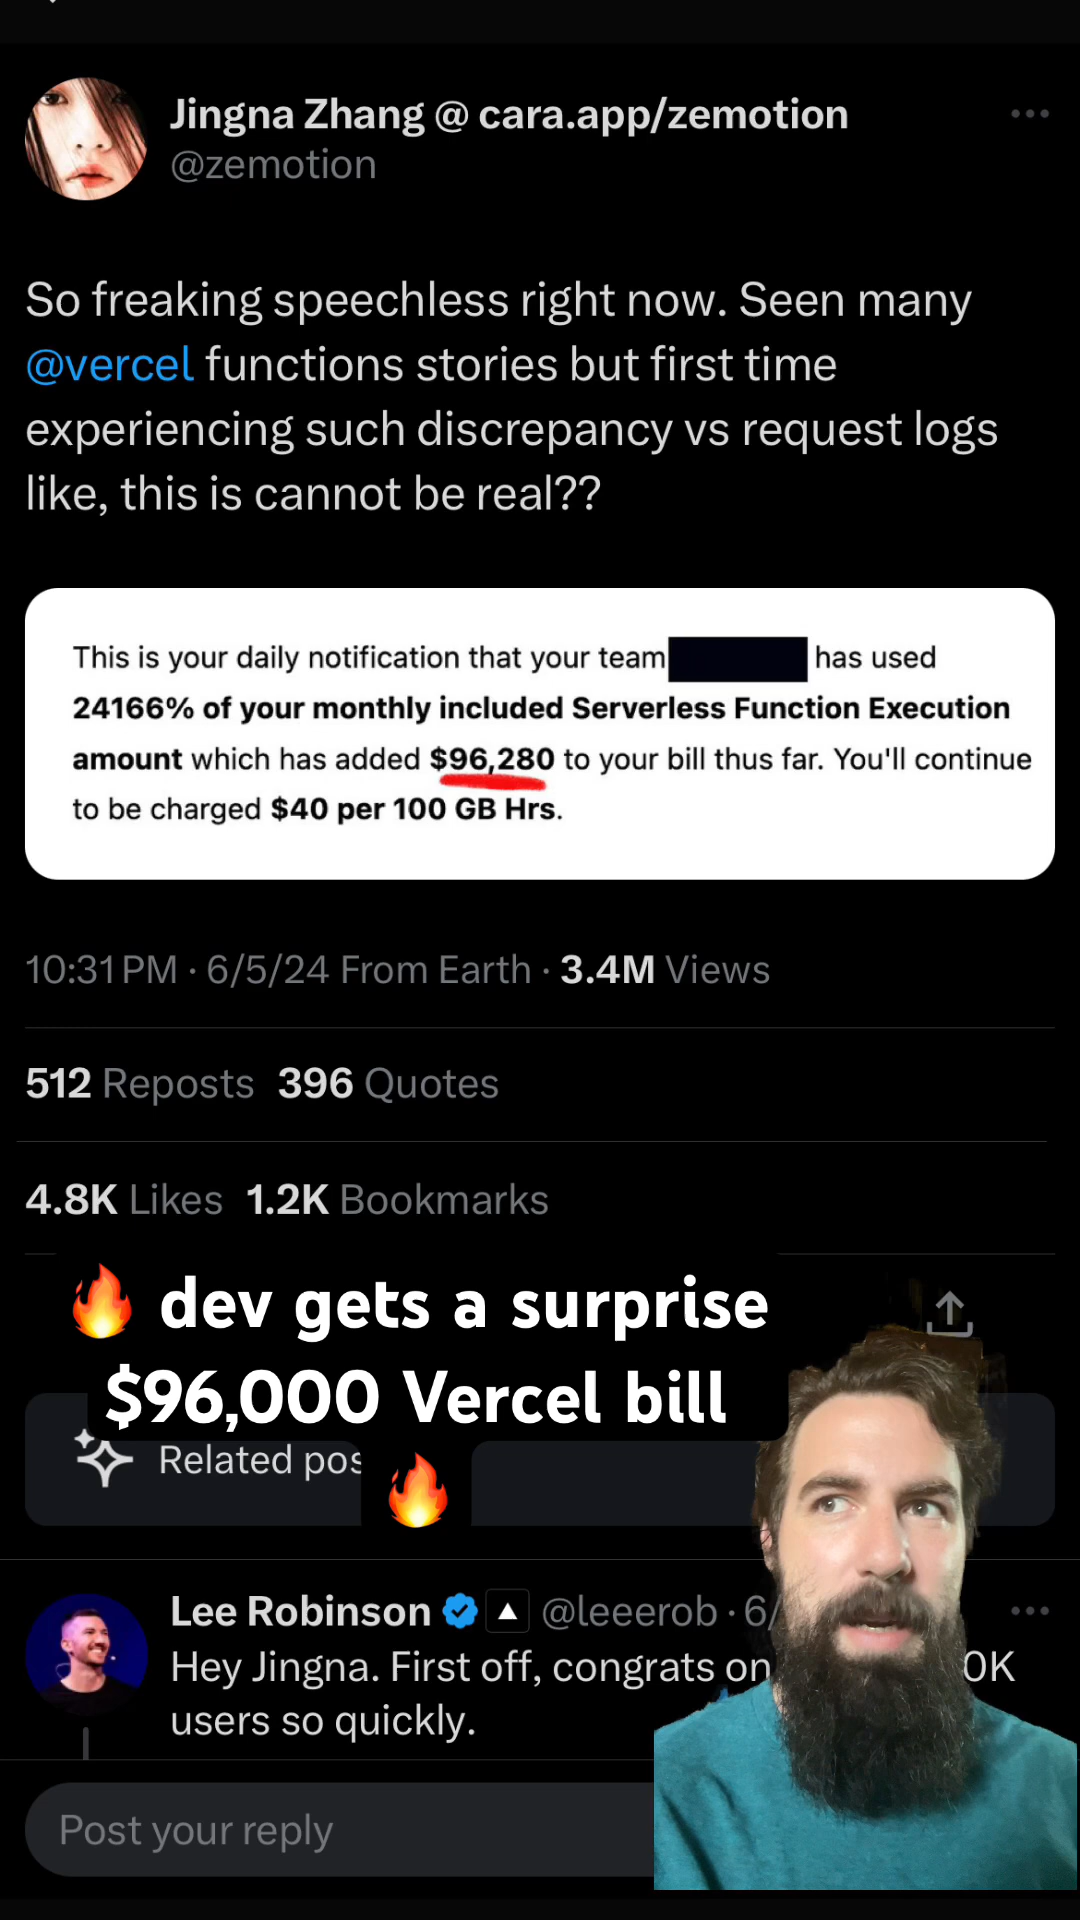 Jingna Zhang @ cara.app/zemotion
@zemotion
So freaking speechless right now. Seen many
@vercel functions stories but first time
experiencing such discrepancy vs request logs
like, this is cannot be real??
This is your daily notification that your team has used
24166% of your monthly included Serverless Function Execution
amount which has added $96,280 to your bill thus far. You'll continue
to be charged $40 per 100 GB Hrs.
10:31 PM · 6/5/24 From Earth · 3.4M Views
512 Reposts 396 Quotes
4.8K Likes 1.2K Bookmarks
🔥 dev gets a surprise
$96,000 Vercel bill
🔥
Related pos
Lee Robinson @leeerob · 6/
Hey Jingna. First off, congrats on 0K
users so quickly.
Post your reply